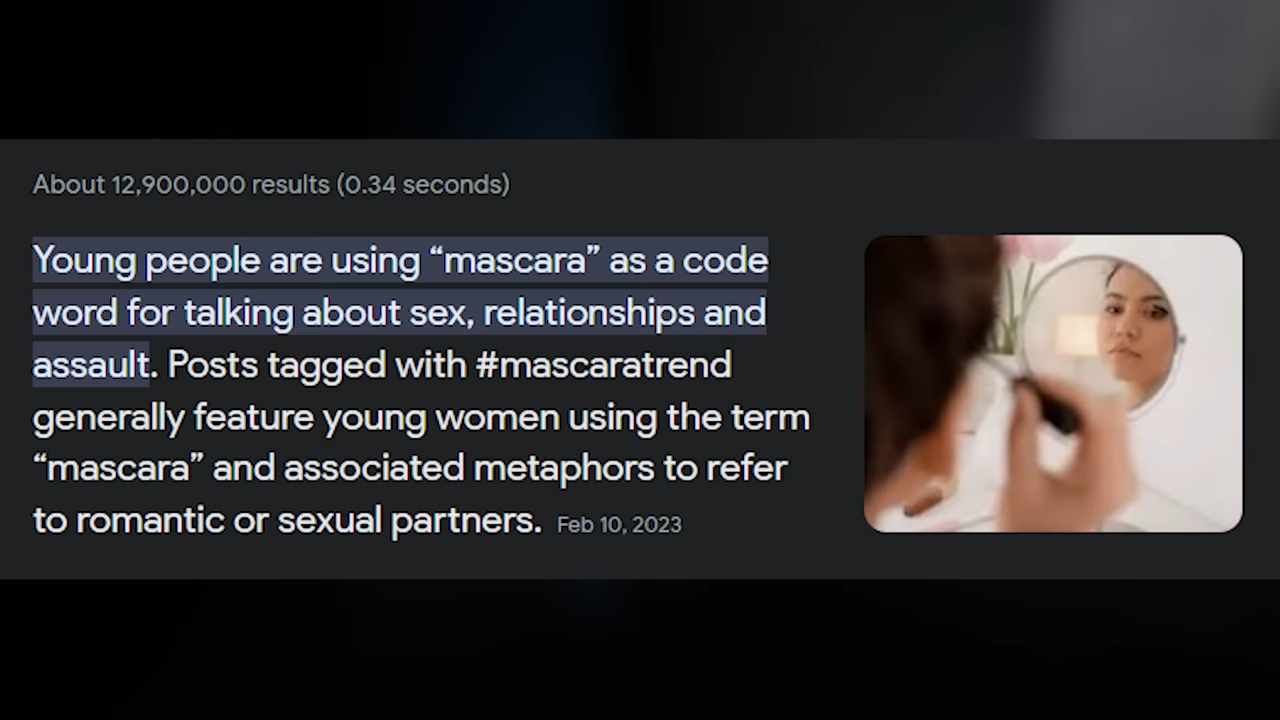 About 12,900,000 results (0.34 seconds)
Young people are using “mascara” as a code
word for talking about sex, relationships and
assault. Posts tagged with #mascaratrend
generally feature young women using the term
“mascara” and associated metaphors to refer
to romantic or sexual partners. Feb 10, 2023